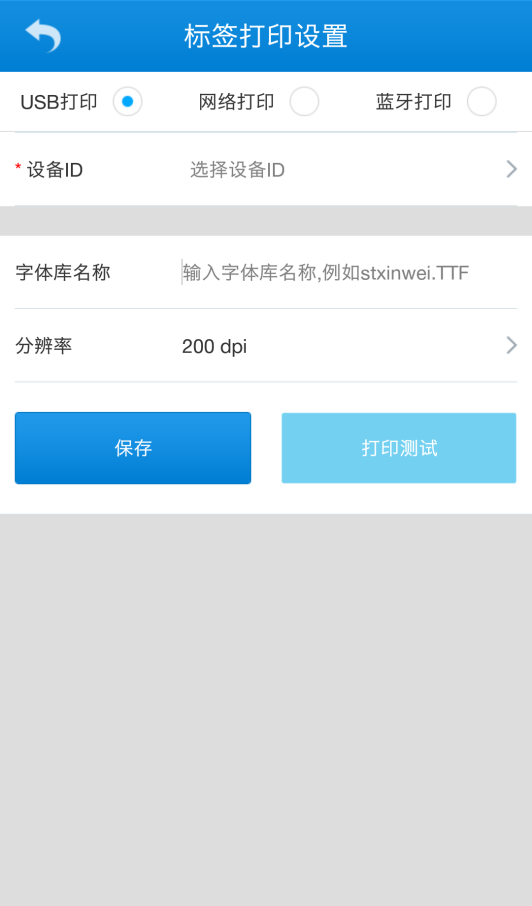 标签打印设置
USB打印 网络打印 蓝牙打印
* 设备ID 选择设备ID
字体库名称 输入字体库名称,例如stxinwei.TTF
分辨率 200 dpi
保存 打印测试